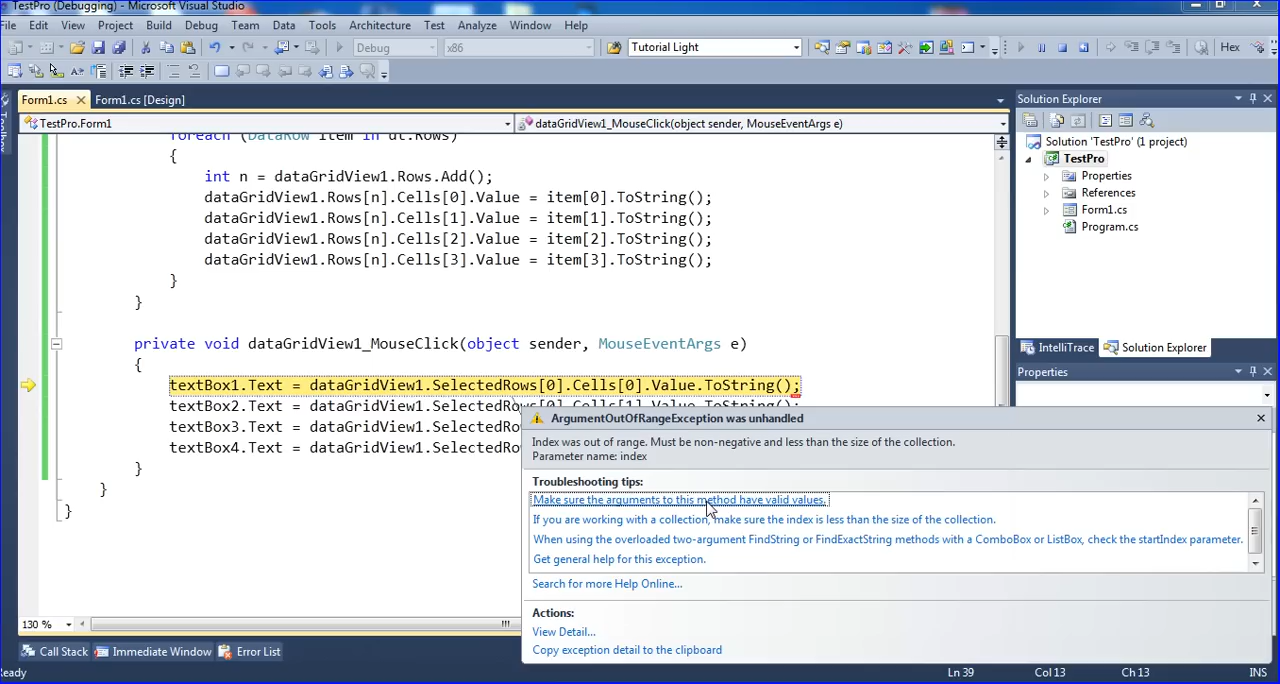 TestPro (Debugging) - Microsoft Visual Studio
File Edit View Project Build Debug Team Data Tools Architecture Test Analyze Window Help
Debug x86 Tutorial Light Hex
Form1.cs Form1.cs [Design]
TestPro.Form1 dataGridView1_MouseClick(object sender, MouseEventArgs e)
foreach (DataRow item in dt.Rows)
{
int n = dataGridView1.Rows.Add();
dataGridView1.Rows[n].Cells[0].Value = item[0].ToString();
dataGridView1.Rows[n].Cells[1].Value = item[1].ToString();
dataGridView1.Rows[n].Cells[2].Value = item[2].ToString();
dataGridView1.Rows[n].Cells[3].Value = item[3].ToString();
}
}
private void dataGridView1_MouseClick(object sender, MouseEventArgs e)
{
textBox1.Text = dataGridView1.SelectedRows[0].Cells[0].Value.ToString();
textBox2.Text = dataGridView1.SelectedRows[0].Cells[1].Value.ToString();
textBox3.Text = dataGridView1.SelectedRo
textBox4.Text = dataGridView1.SelectedRo
}
}
}
ArgumentOutOfRangeException was unhandled
Index was out of range. Must be non-negative and less than the size of the collection.
Parameter name: index
Troubleshooting tips:
Make sure the arguments to this method have valid values.
If you are working with a collection, make sure the index is less than the size of the collection.
When using the overloaded two-argument FindString or FindExactString methods with a ComboBox or ListBox, check the startIndex parameter.
Get general help for this exception.
Search for more Help Online...
Actions:
View Detail...
Copy exception detail to the clipboard
Solution Explorer
Solution 'TestPro' (1 project)
TestPro
Properties
References
Form1.cs
Program.cs
IntelliTrace Solution Explorer
Properties
130 %
Call Stack Immediate Window Error List
Ready Ln 39 Col 13 Ch 13 INS